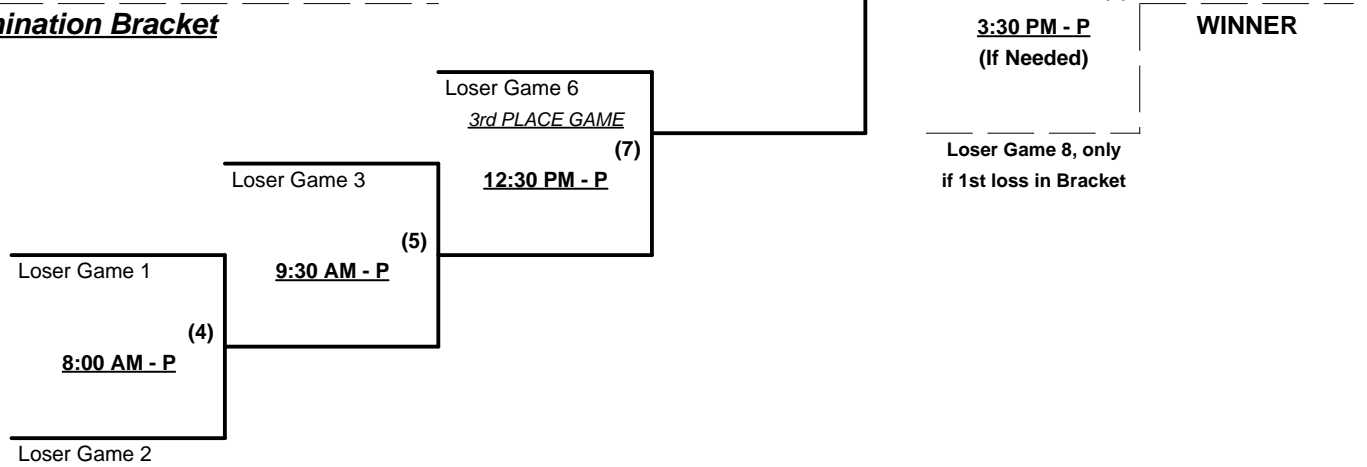 mination Bracket
3:30 PM - P
WINNER
(If Needed)
Loser Game 6
3rd PLACE GAME
(7)
Loser Game 8, only
Loser Game 3
12:30 PM - P
if 1st loss in Bracket
(5)
Loser Game 1
9:30 AM - P
(4)
8:00 AM - P
Loser Game 2